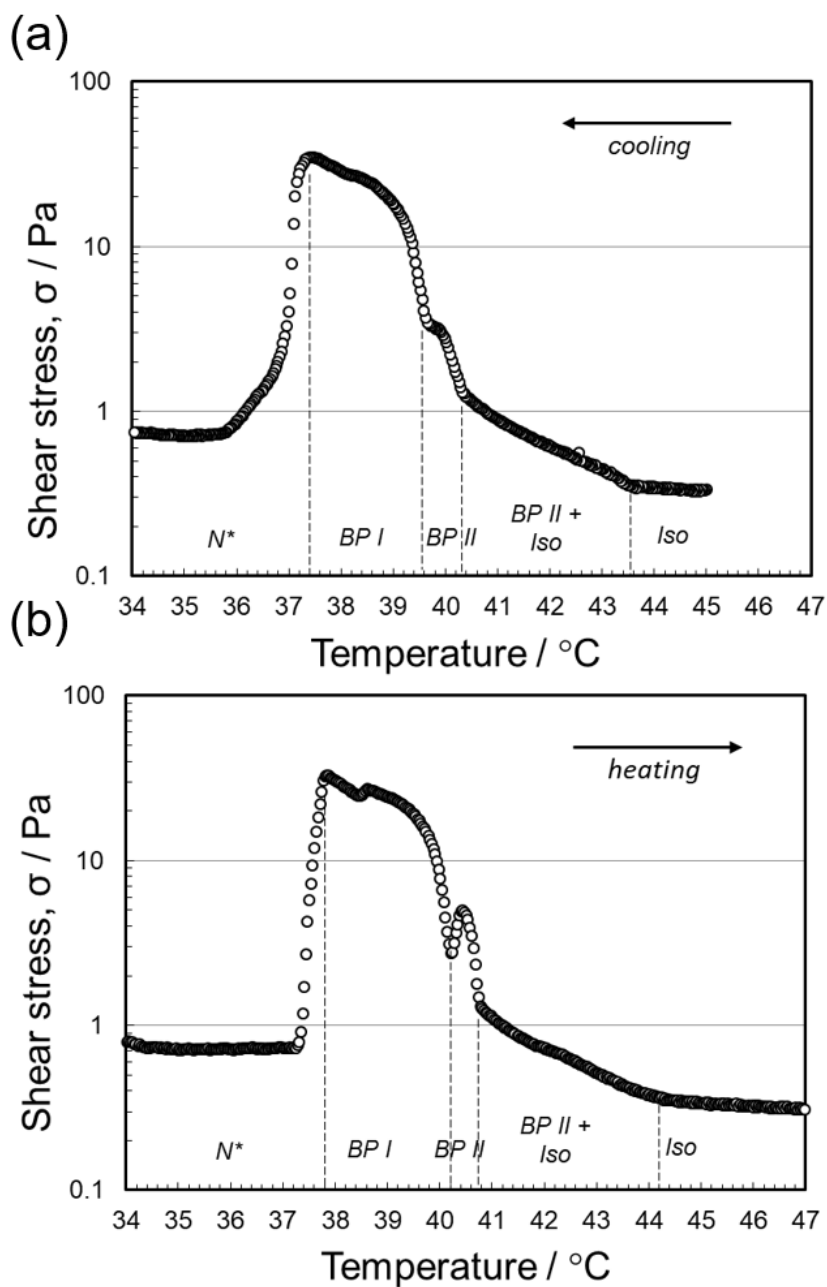 (a)
100
10
1
0.1
Shear stress, σ / Pa
cooling
N*
BP I
BP II
BP II +
Iso
Iso
34 35 36 37 38 39 40 41 42 43 44 45 46 47
Temperature / °C
(b)
100
10
1
0.1
Shear stress, σ / Pa
heating
N*
BP I
BP II
BP II +
Iso
Iso
34 35 36 37 38 39 40 41 42 43 44 45 46 47
Temperature / °C